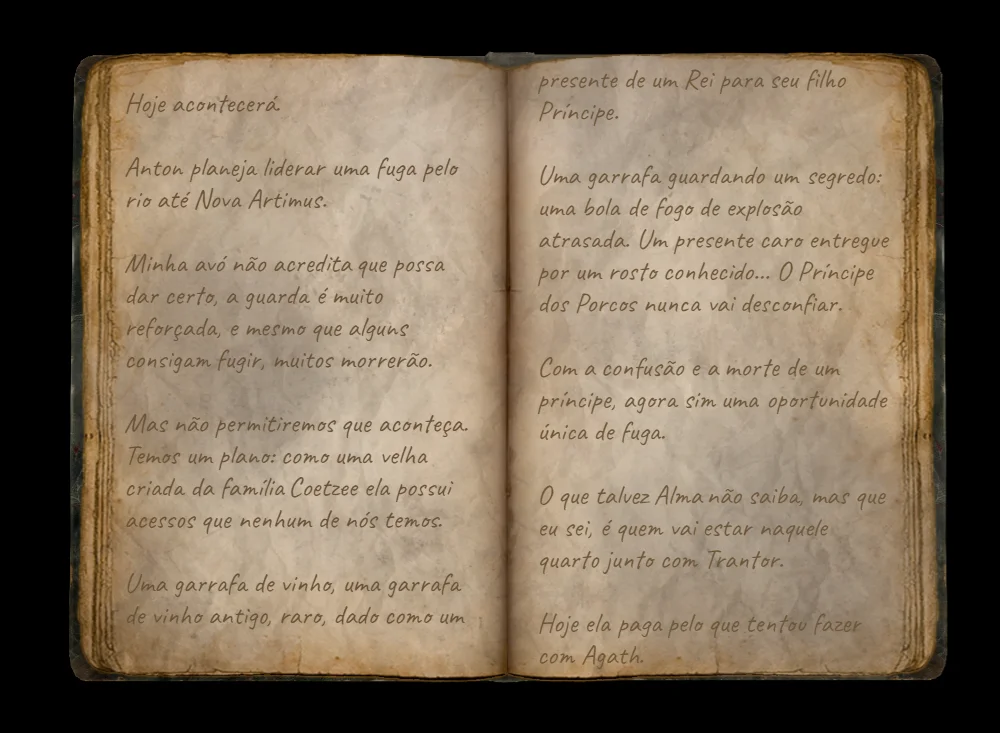 Hoje acontecerá.
Anton planeja liderar uma fuga pelo
rio até Nova Artimus.
Minha avó não acredita que possa
dar certo, a guarda é muito
reforçada, e mesmo que alguns
consigam fugir, muitos morrerão.
Mas não permitiremos que aconteça.
Temos um plano: como uma velha
criada da família Coetzee ela possui
acessos que nenhum de nós temos.
Uma garrafa de vinho, uma garrafa
de vinho antigo, raro, dado como um
presente de um Rei para seu filho
Príncipe.
Uma garrafa guardando um segredo:
uma bola de fogo de explosão
atrasada. Um presente caro entregue
por um rosto conhecido... O Príncipe
dos Porcos nunca vai desconfiar.
Com a confusão e a morte de um
príncipe, agora sim uma oportunidade
única de fuga.
O que talvez Alma não saiba, mas que
eu sei, é quem vai estar naquele
quarto junto com Trantor.
Hoje ela paga pelo que tentou fazer
com Agath.